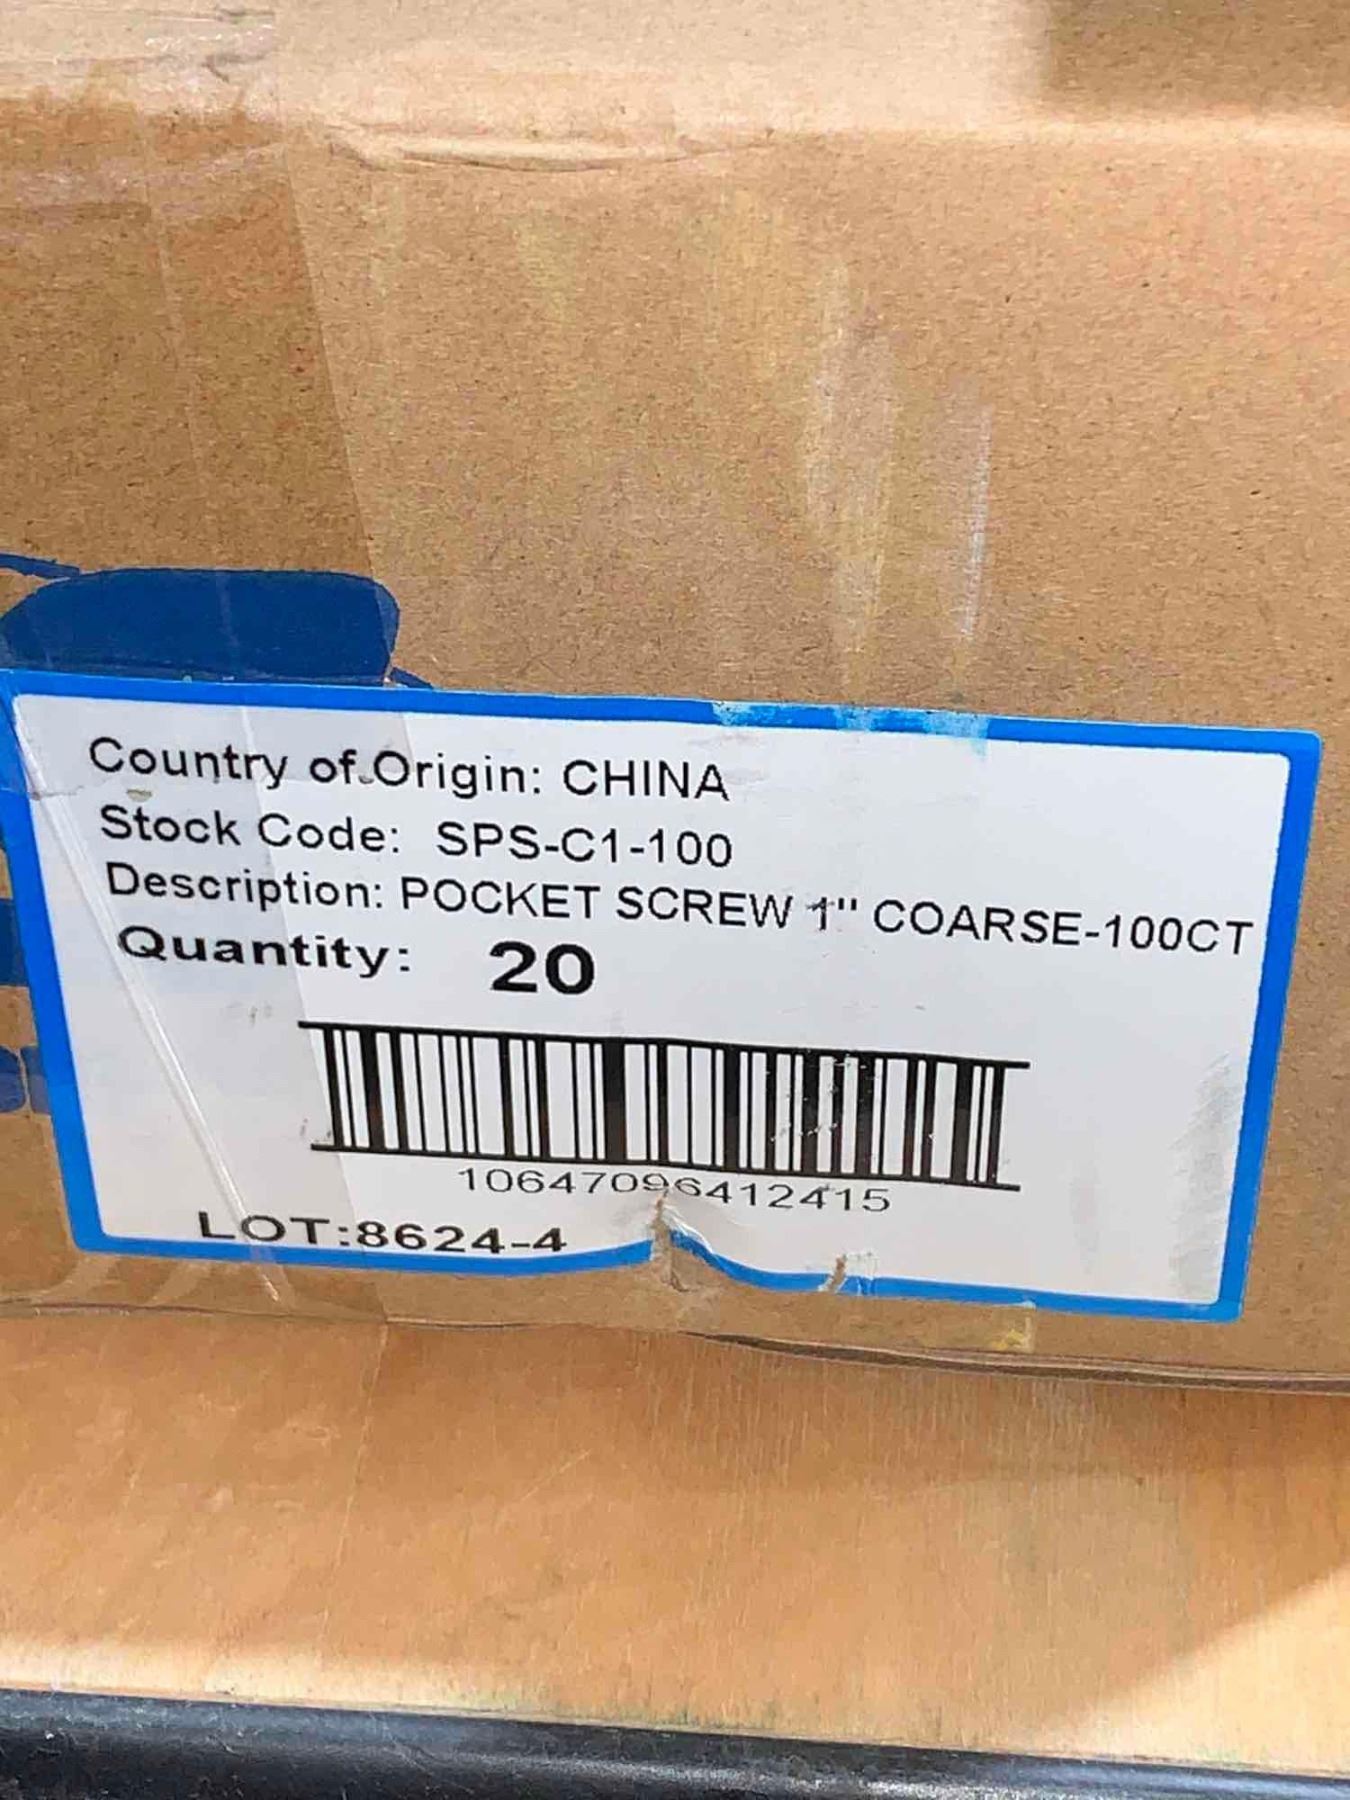 Country of Origin: CHINA
Stock Code: SPS-C1-100
Description: POCKET SCREW 1" COARSE-100CT
Quantity: 20
10647096412415
LOT:8624-4